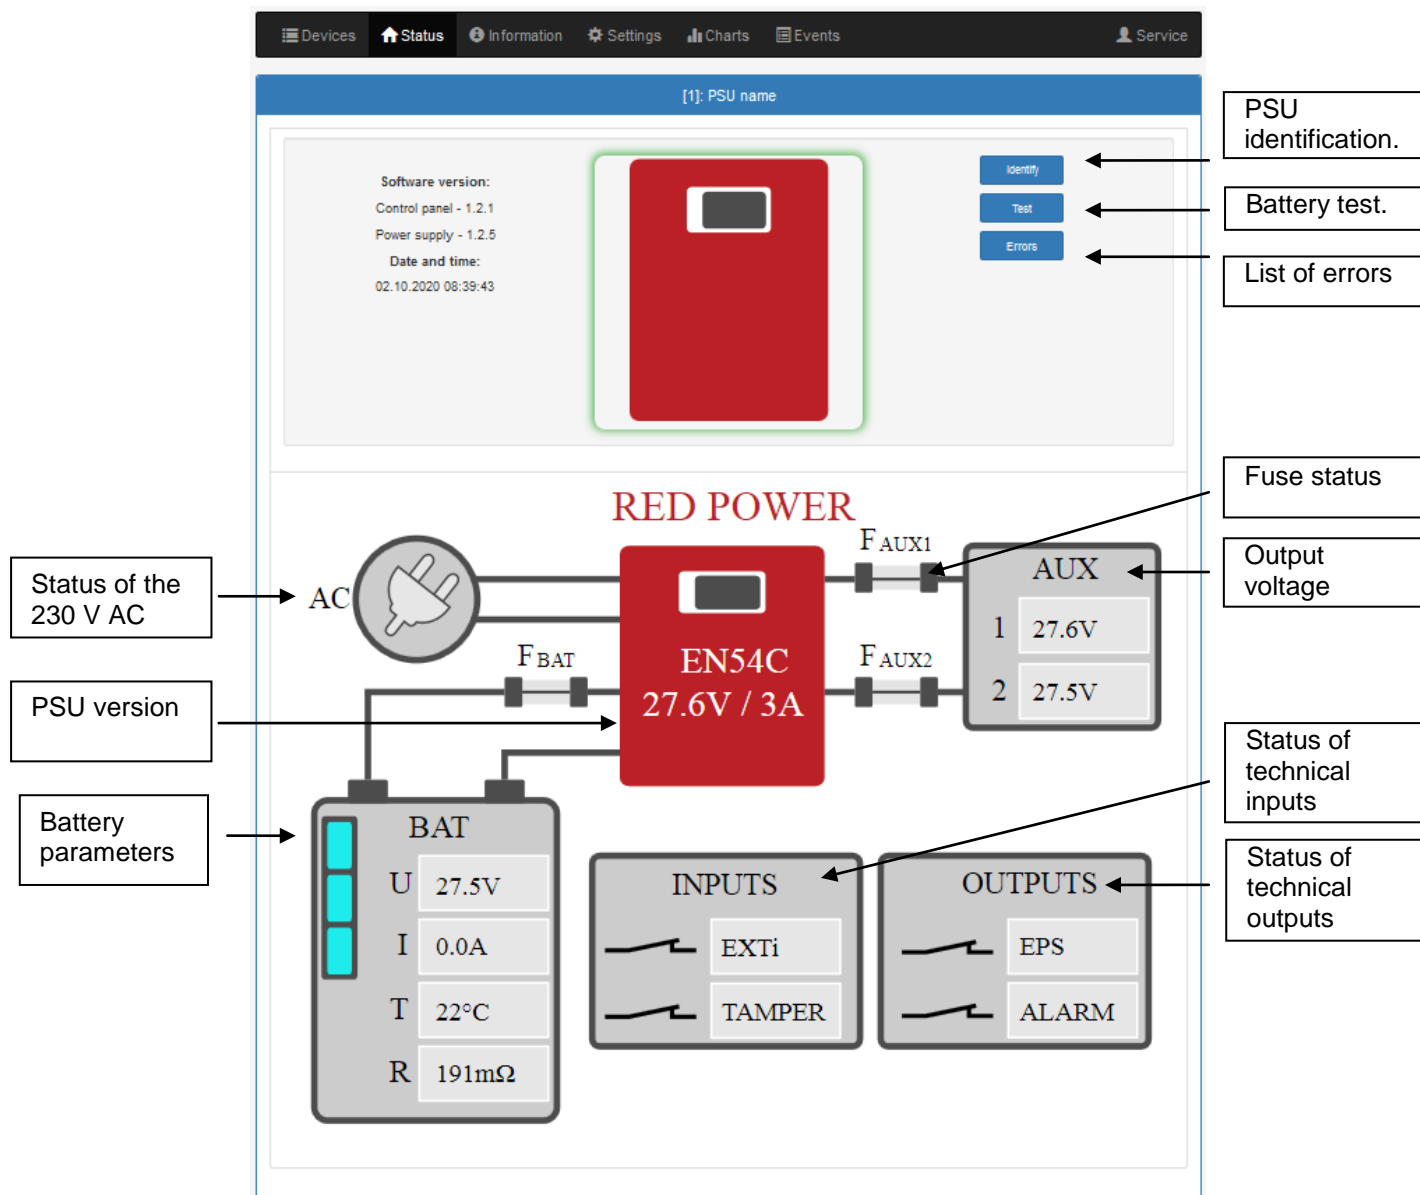 Devices Status Information Settings Charts Events Service
[1]: PSU name
Software version:
Control panel - 1.2.1
Power supply - 1.2.5
Date and time:
02.10.2020 08:39:43
Identify
Test
Errors
PSU
identification.
Battery test.
List of errors
RED POWER
AC
F BAT
EN54C
27.6V / 3A
F AUX1
F AUX2
AUX
1 27.6V
2 27.5V
Fuse status
Output
voltage
Status of the
230 V AC
PSU version
Battery
parameters
BAT
U 27.5V
I 0.0A
T 22°C
R 191mΩ
INPUTS
EXTi
TAMPER
OUTPUTS
EPS
ALARM
Status of
technical
inputs
Status of
technical
outputs